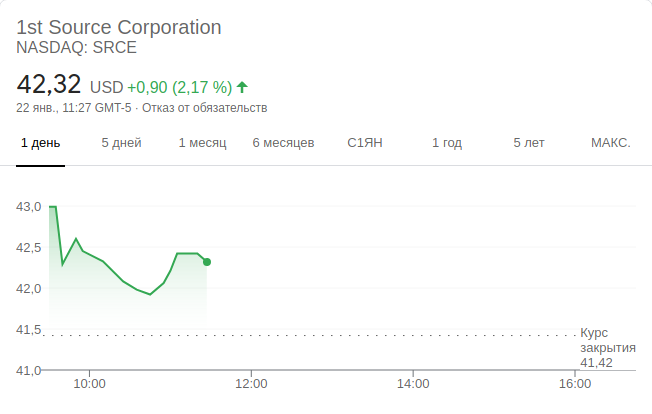 1st Source Corporation
NASDAQ: SRCE
42,32 USD +0,90 (2,17 %)
22 янв., 11:27 GMT-5 · Отказ от обязательств
1 день 5 дней 1 месяц 6 месяцев С1ЯН 1 год 5 лет МАКС.
43,0
42,5
42,0
41,5
Курс
закрытия
41,42
41,0
10:00 12:00 14:00 16:00